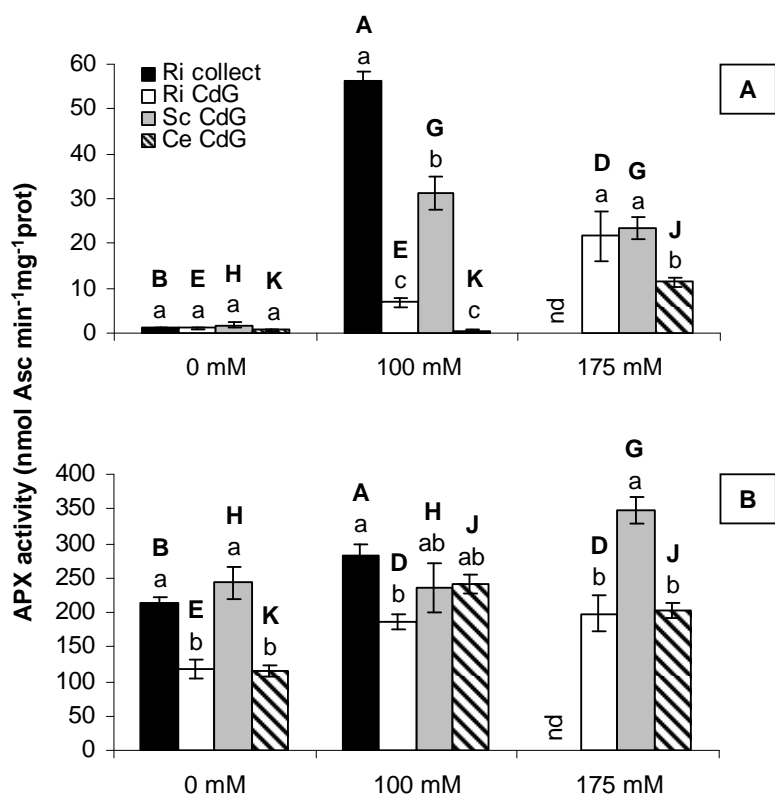 APX activity (nmol Asc min-1mg-1prot)
A
Ri collect
Ri CdG
Sc CdG
Ce CdG
60
50
40
30
20
10
0
B E H K
a a a a
A
a
E
c
G
b
K
c
nd
D
a
G
a
J
b
0 mM 100 mM 175 mM
B
400
350
300
250
200
150
100
50
0
B
a
E
b
H
a
K
b
A
a
D
b
H
ab
J
ab
nd
D
b
G
a
J
b
0 mM 100 mM 175 mM